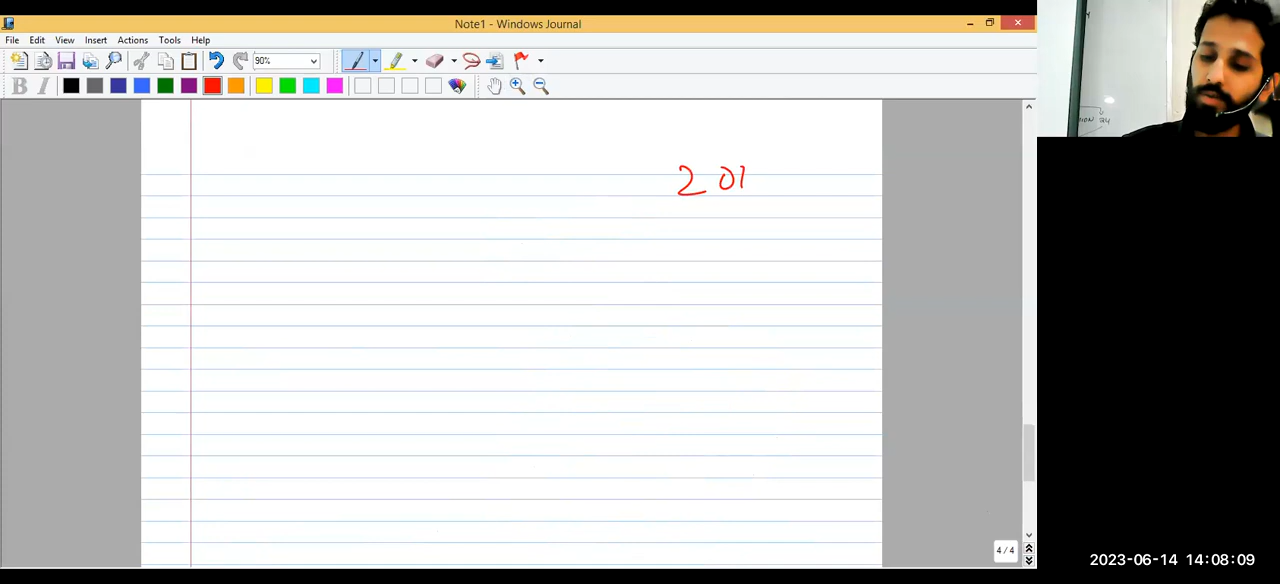 Note1 - Windows Journal
File Edit View Insert Actions Tools Help
90%
B I
2 01
4 / 4
2023-06-14 14:08:09